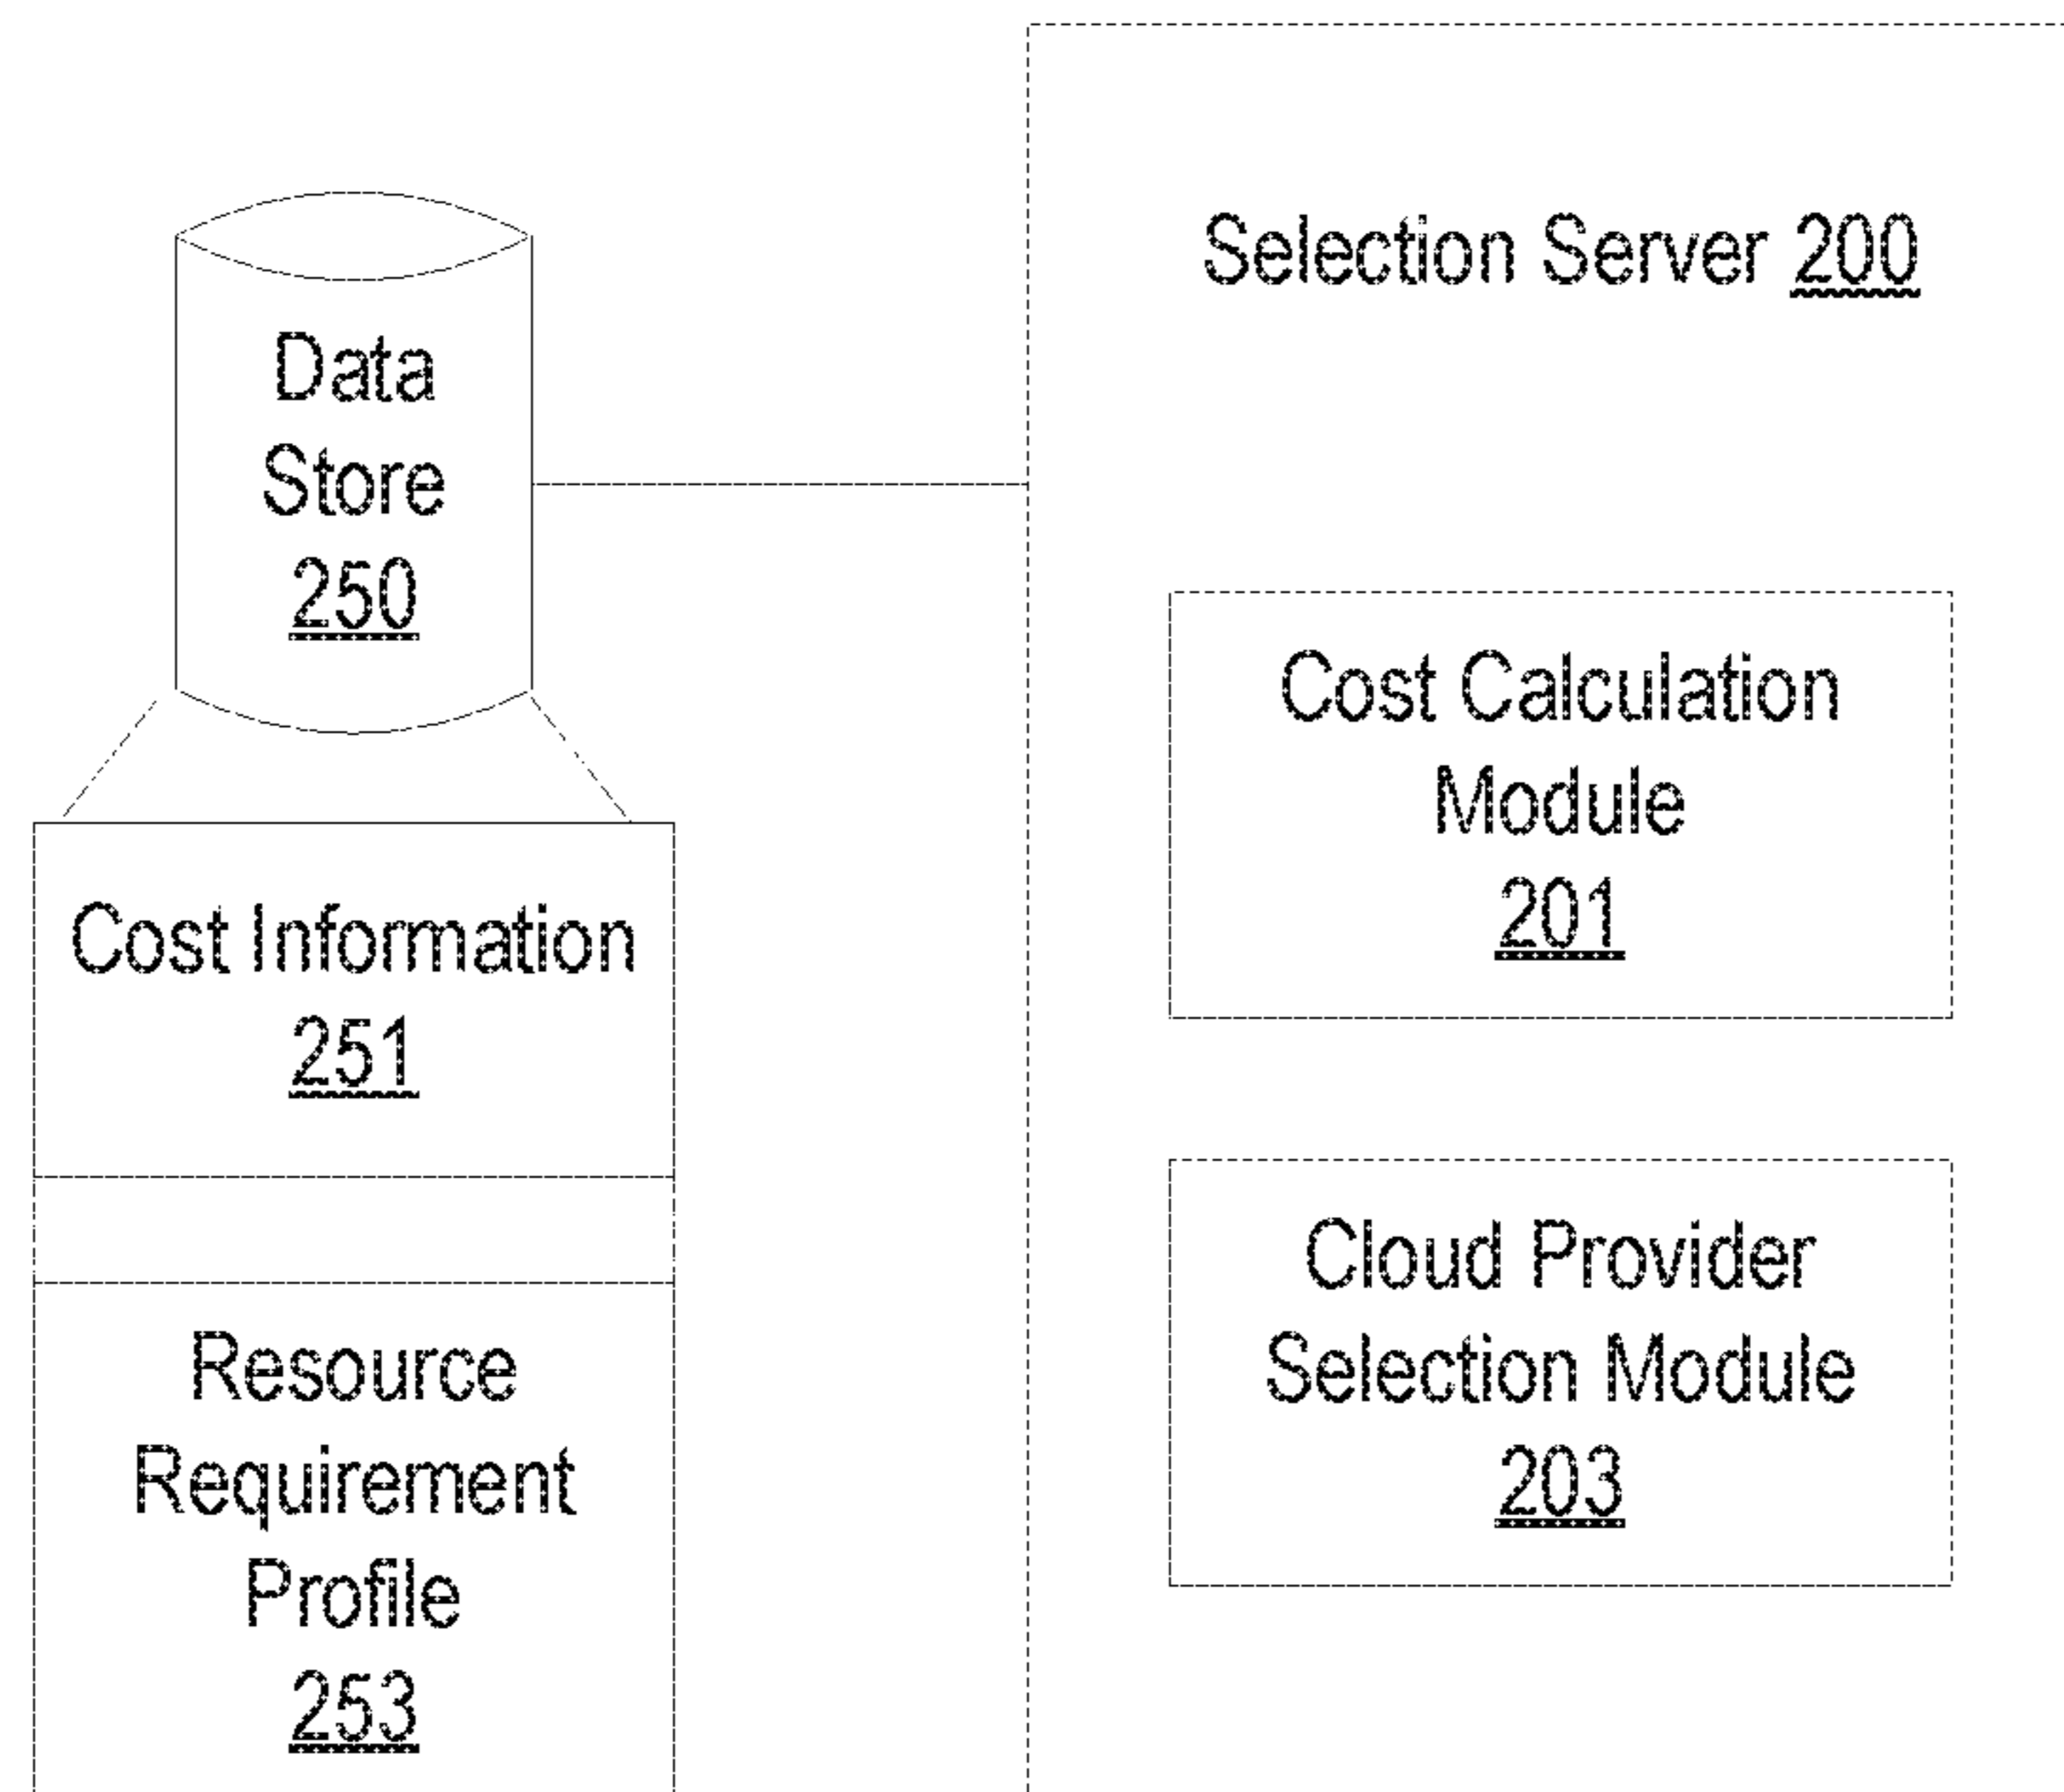 Data
Store
250
Cost Information
251
Resource
Requirement
Profile
253
Selection Server 200
Cost Calculation
Module
201
Cloud Provider
Selection Module
203